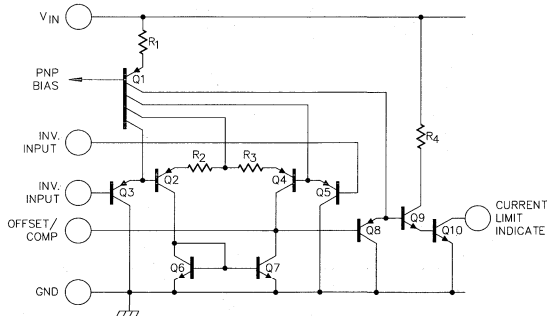 VIN
R1
PNP
BIAS
Q1
R4
INV.
INPUT
R2
R3
Q3
Q2
Q4
Q5
INV.
INPUT
Q9
CURRENT
LIMIT
INDICATE
OFFSET/
COMP
Q8
Q10
Q6
Q7
GND